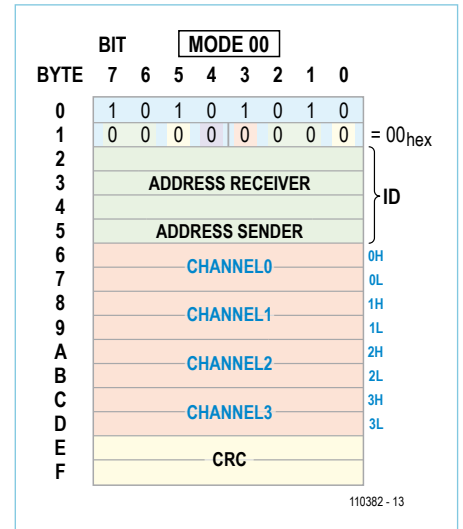 BIT MODE 00
BYTE 7 6 5 4 3 2 1 0
0 1 0 1 0 1 0 1 0
1 0 0 0 0 0 0 0 0 = 00hex
2
3 ADDRESS RECEIVER ID
4
5 ADDRESS SENDER
6 0H
CHANNEL0
7 0L
8 1H
CHANNEL1
9 1L
A 2H
CHANNEL2
B 2L
C 3H
CHANNEL3
D 3L
E
CRC
F
110382 - 13